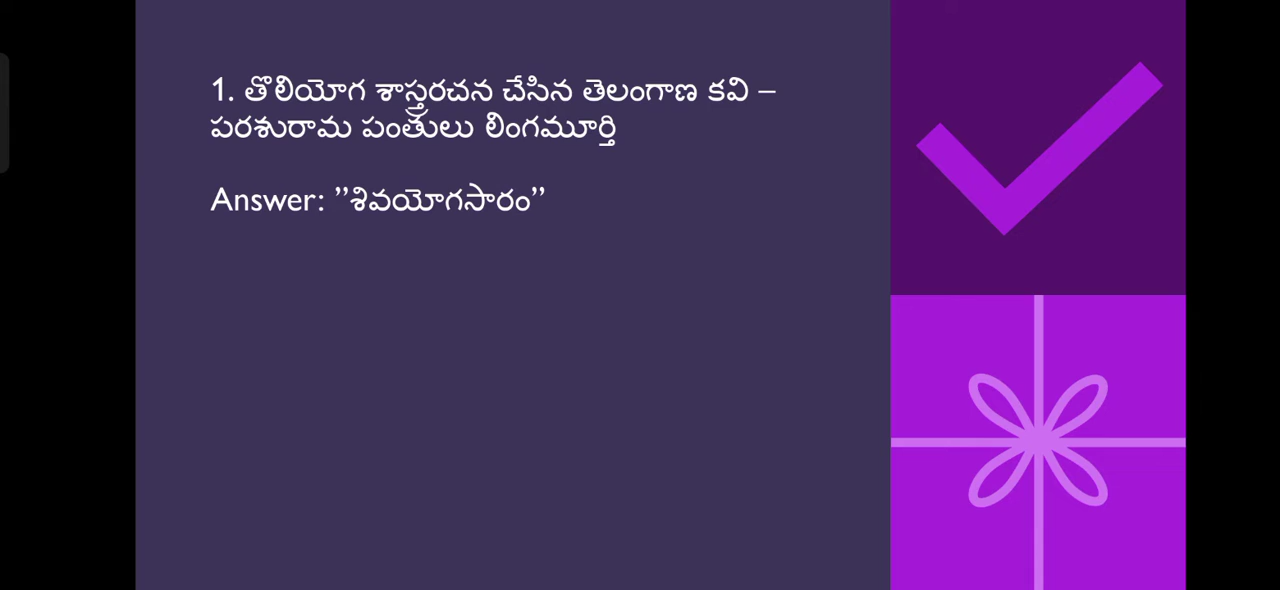 1. తొలియోగ శాస్త్రరచన చేసిన తెలంగాణ కవి –
పరశురామ పంతులు లింగమూర్తి
Answer: ”శివయోగసారం”